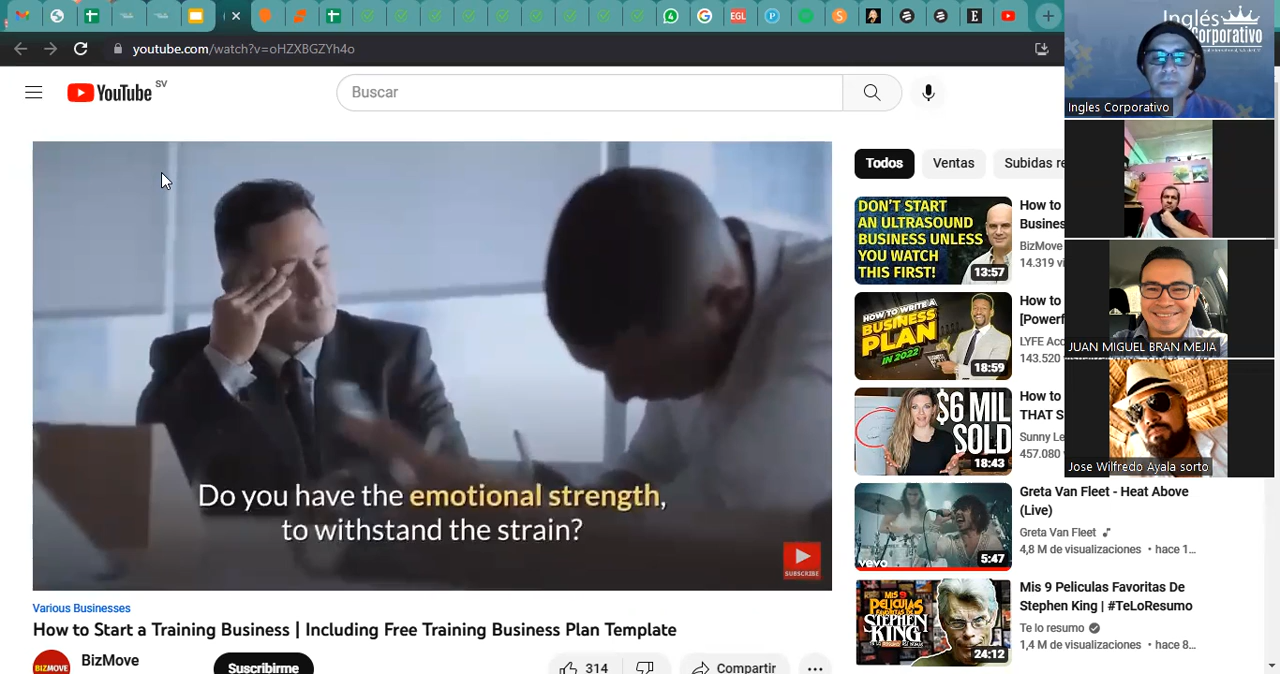 EGL
youtube.com/watch?v=oHZXBGZYh4o
YouTube SV
Buscar
Inglés
Corporativo
Ingles Corporativo
Todos
Ventas
Subidas re
Do you have the emotional strength,
to withstand the strain?
SUBSCRIBE
DON'T START
AN ULTRASOUND
BUSINESS UNLESS
YOU WATCH
THIS FIRST!
13:57
How to
Busines
BizMove
14.319 vi
HOW TO WRITE A
BUSINESS
PLAN
IN 2022
18:59
How to
[Powerf
LYFE Acc
143.520
JUAN MIGUEL BRAN MEJIA
$6 MIL
SOLD
18:43
How to
THAT S
Sunny Le
457.080
Jose Wilfredo Ayala sorto
vevo
5:47
Greta Van Fleet - Heat Above
(Live)
Greta Van Fleet
4,8 M de visualizaciones • hace 1...
MIS 9
PELICULAS
FAVORITAS DE
STEPHEN
KING
24:12
Mis 9 Peliculas Favoritas De
Stephen King | #TeLoResumo
Te lo resumo
1,4 M de visualizaciones • hace 8...
Various Businesses
How to Start a Training Business | Including Free Training Business Plan Template
BIZMOVE
BizMove
Suscribirme
314
Compartir